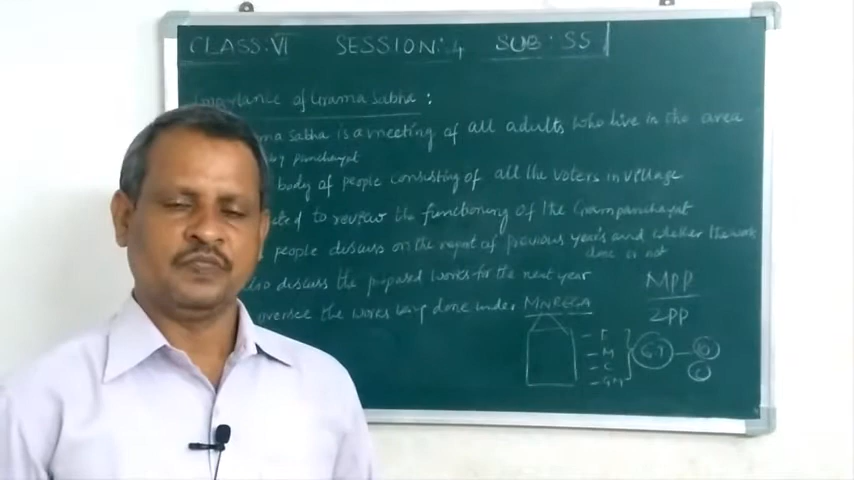 CLASS: VI SESSION: 4 SUB: SS
Importance of Grama Sabha :
Sabha is a meeting of all adults who live in the area
by panchayat
body of people consisting of all the voters in village
to review the functioning of the Grampanchayat
people discuss on the report of previous year's and whether the work
done or not
also discuss the proposed works for the next year
oversee the works being done under MNREGA
MPP
ZPP
- F
- M
- C
- GM